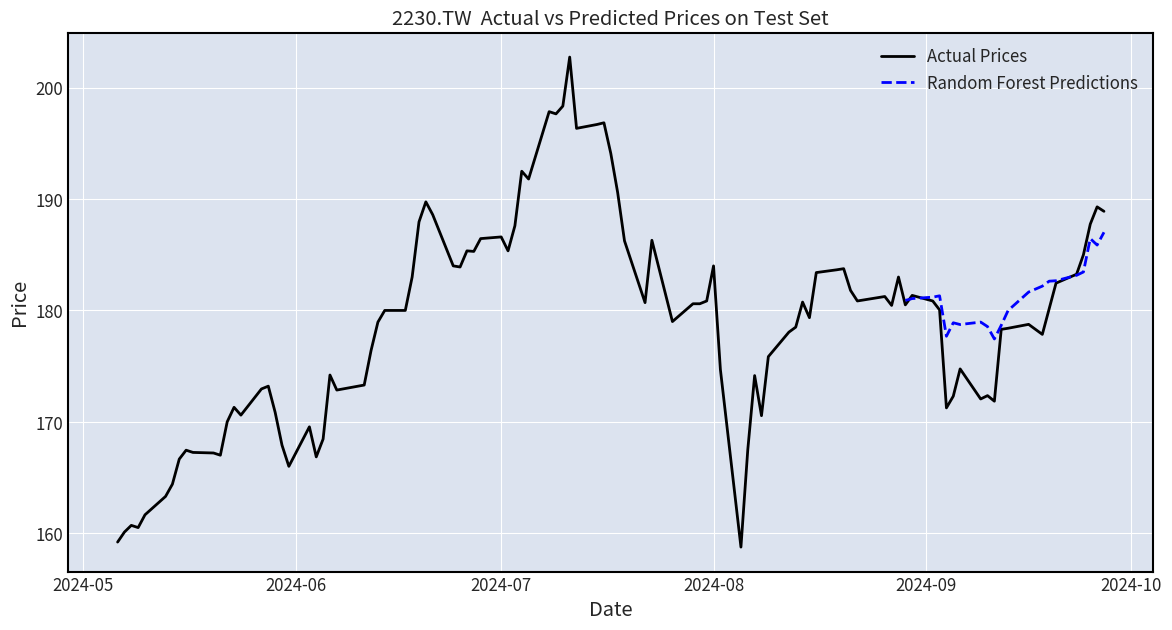 2230.TW  Actual vs Predicted Prices on Test Set
Actual Prices
Random Forest Predictions
Price
200
190
180
170
160
2024-05
2024-06
2024-07
2024-08
2024-09
2024-10
Date